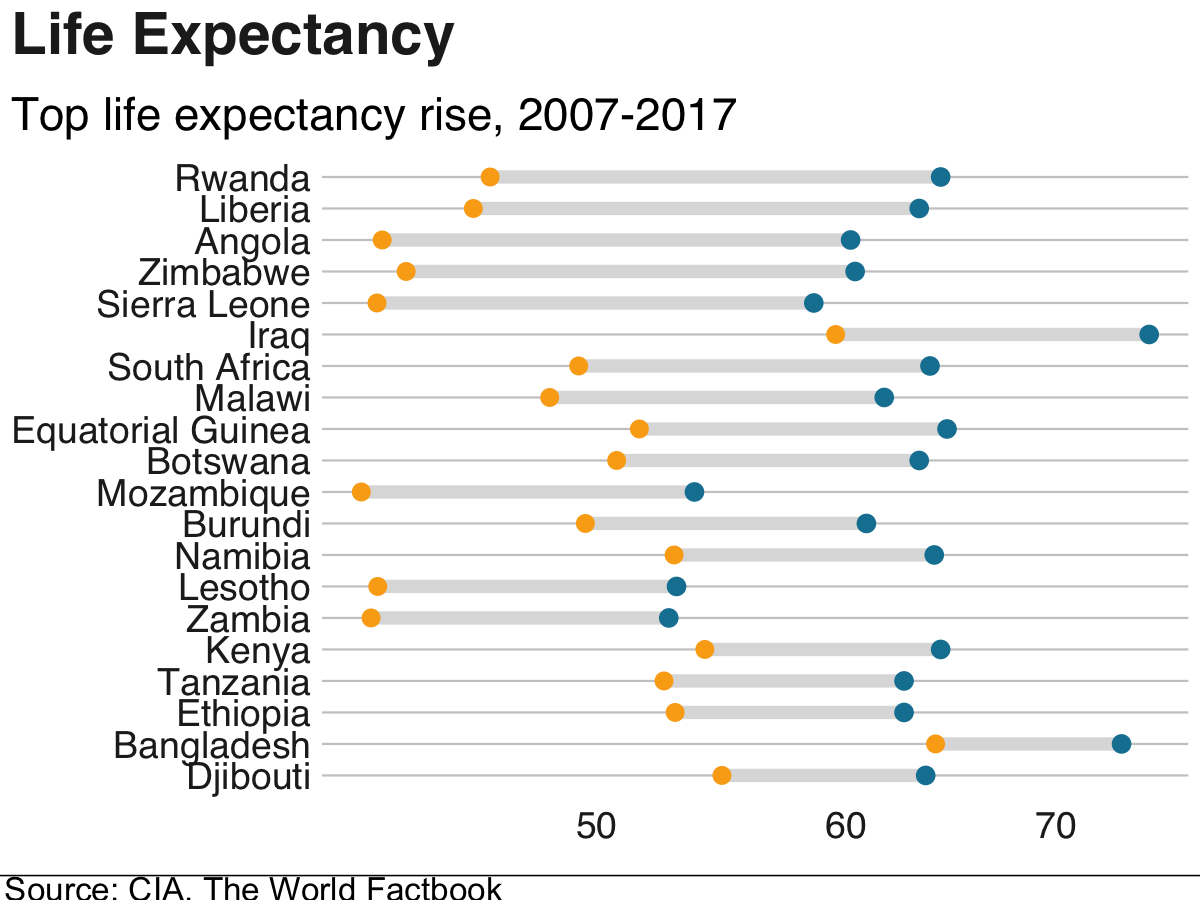 Life Expectancy
Top life expectancy rise, 2007-2017
Rwanda
Liberia
Angola
Zimbabwe
Sierra Leone
Iraq
South Africa
Malawi
Equatorial Guinea
Botswana
Mozambique
Burundi
Namibia
Lesotho
Zambia
Kenya
Tanzania
Ethiopia
Bangladesh
Djibouti
50 60 70
Source: CIA. The World Factbook